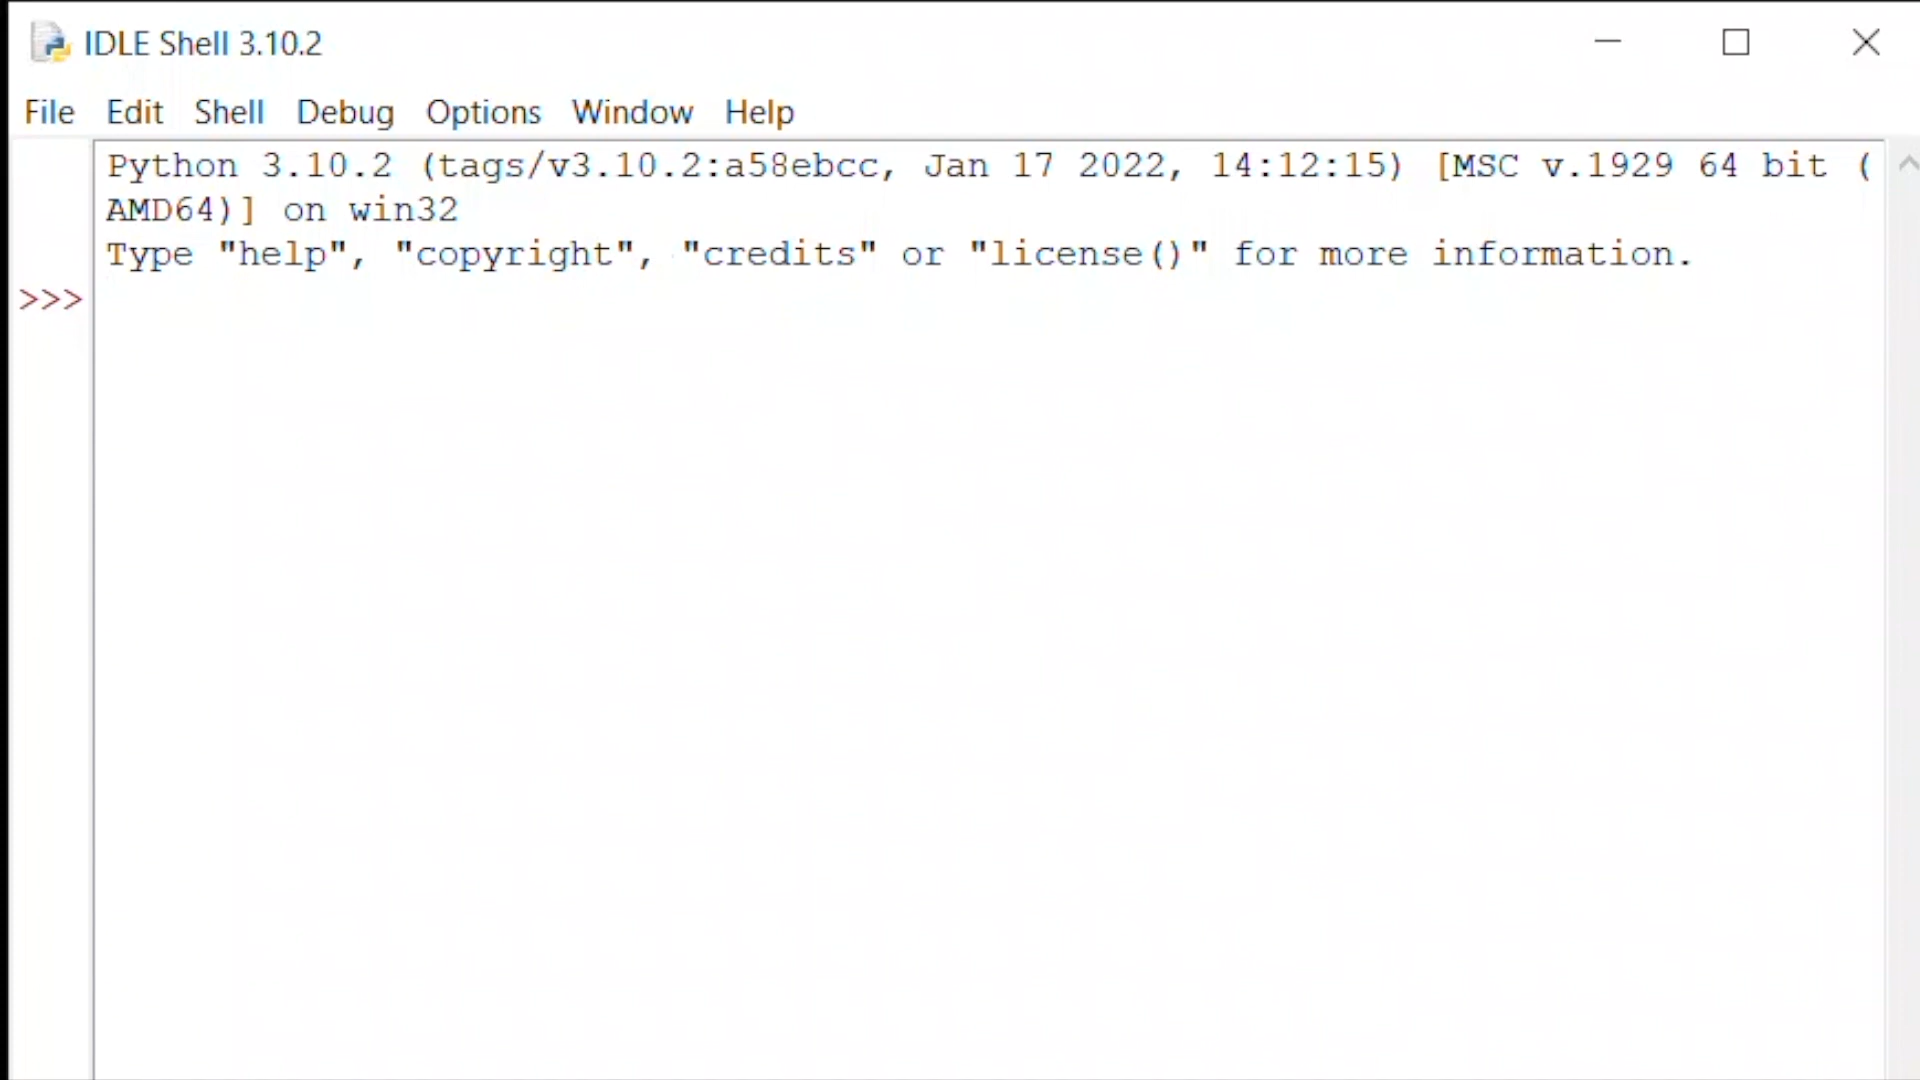 IDLE Shell 3.10.2
File Edit Shell Debug Options Window Help
Python 3.10.2 (tags/v3.10.2:a58ebcc, Jan 17 2022, 14:12:15) [MSC v.1929 64 bit (
AMD64)] on win32
Type "help", "copyright", "credits" or "license()" for more information.
>>>